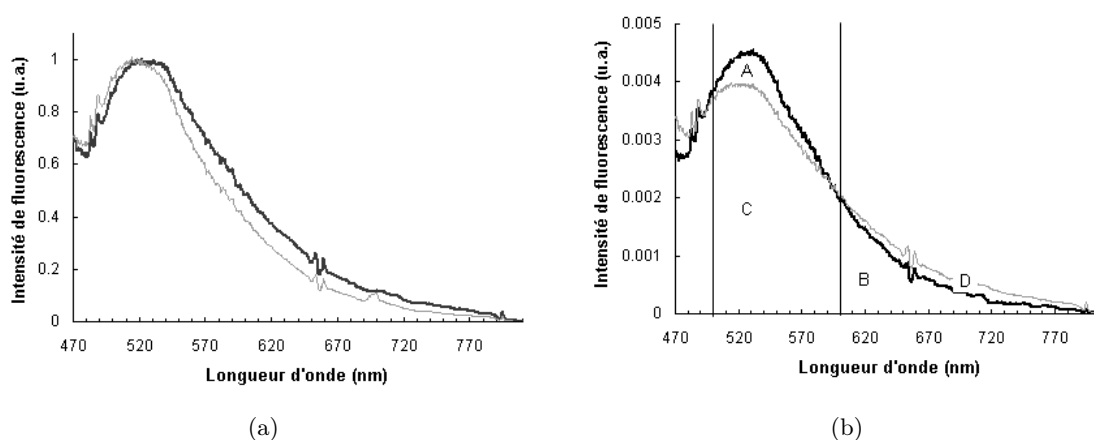 Intensité de fluorescence (u.a.)
1
0.8
0.6
0.4
0.2
0
470 520 570 620 670 720 770
Longueur d'onde (nm)
(a)
Intensité de fluorescence (u.a.)
0.005
0.004
0.003
0.002
0.001
0
A
C
B
D
470 520 570 620 670 720 770
Longueur d'onde (nm)
(b)